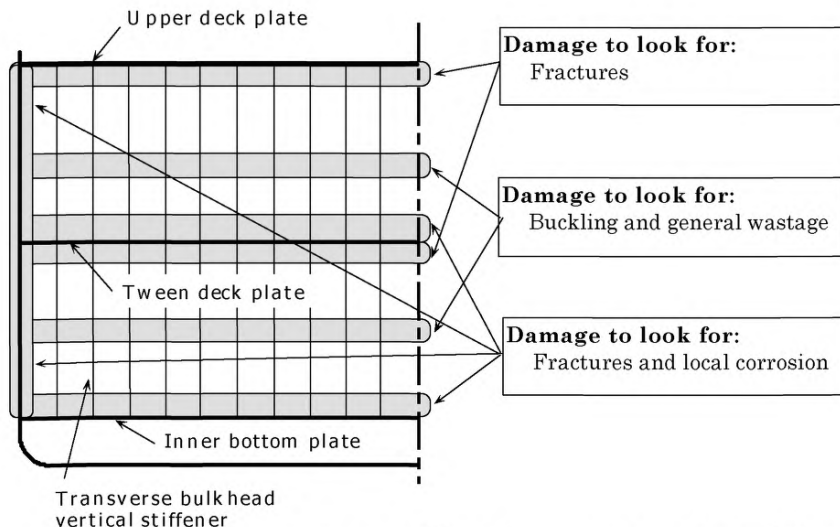 Upper deck plate
Damage to look for:
Fractures
Damage to look for:
Buckling and general wastage
Tween deck plate
Damage to look for:
Fractures and local corrosion
Inner bottom plate
Transverse bulkhead
vertical stiffener